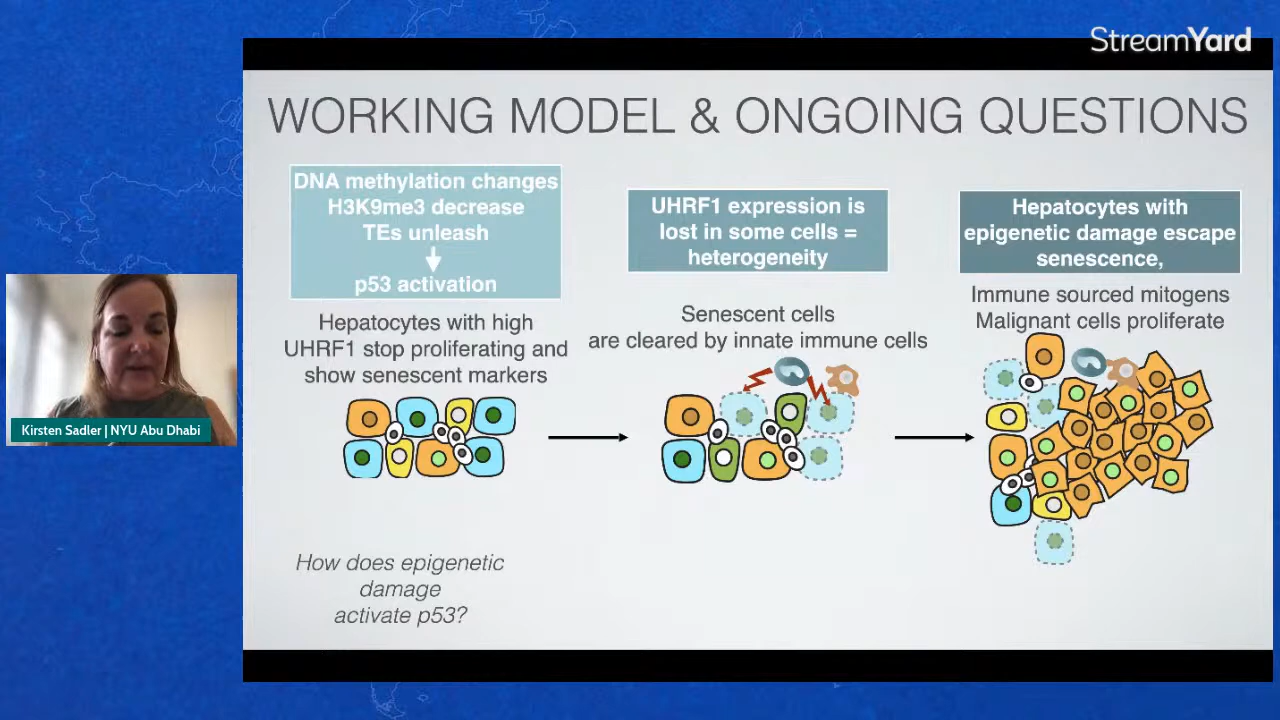 StreamYard
WORKING MODEL & ONGOING QUESTIONS
DNA methylation changes
H3K9me3 decrease
TEs unleash
p53 activation
Hepatocytes with high
UHRF1 stop proliferating and
show senescent markers
UHRF1 expression is
lost in some cells =
heterogeneity
Senescent cells
are cleared by innate immune cells
Hepatocytes with
epigenetic damage escape
senescence,
Immune sourced mitogens
Malignant cells proliferate
How does epigenetic
damage
activate p53?
Kirsten Sadler | NYU Abu Dhabi